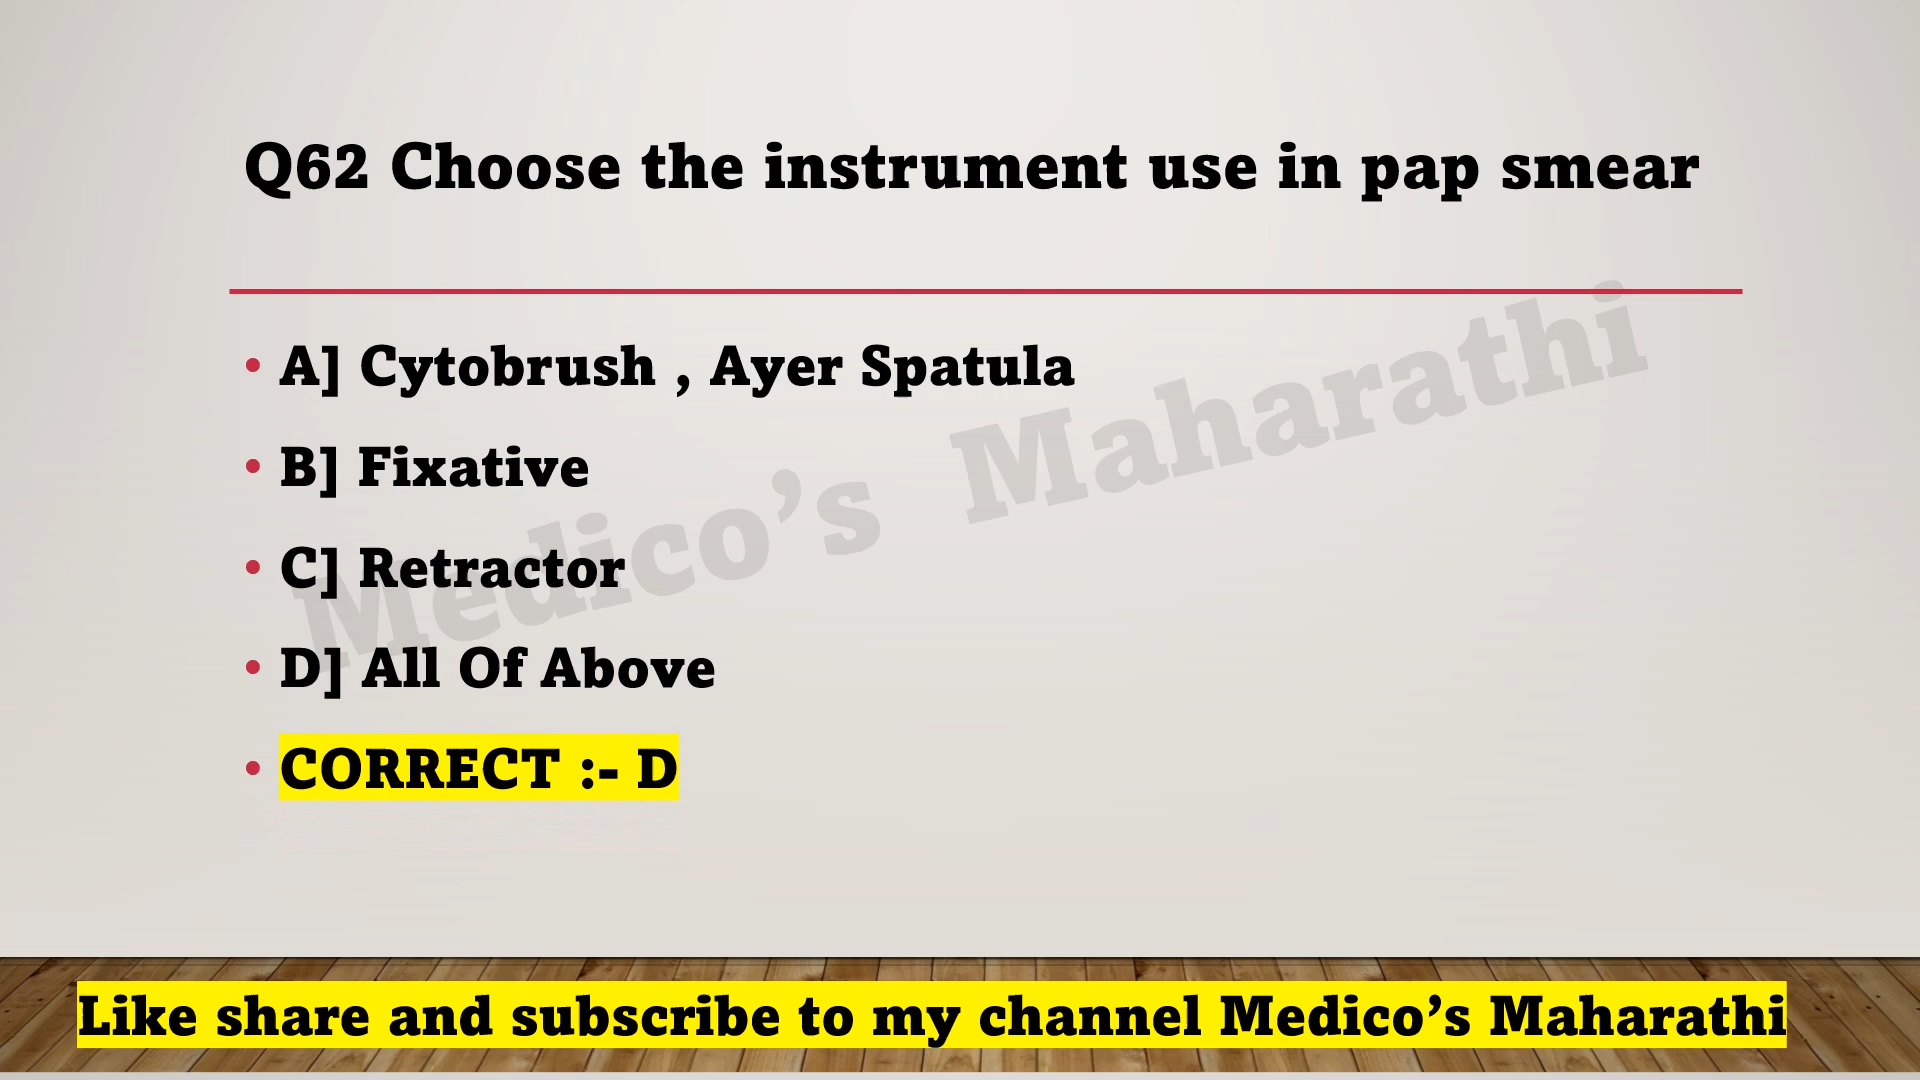 Q62 Choose the instrument use in pap smear
• A] Cytobrush , Ayer Spatula
• B] Fixative
• C] Retractor
• D] All Of Above
• CORRECT :- D
Medico’s Maharathi
Like share and subscribe to my channel Medico’s Maharathi